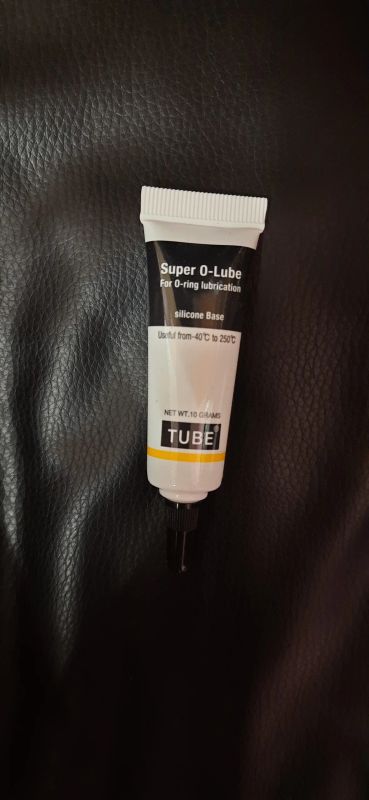 Super O-Lube
For O-ring lubrication
silicone Base
Useful from-40℃ to 250℃
NET WT.10 GRAMS
TUBE